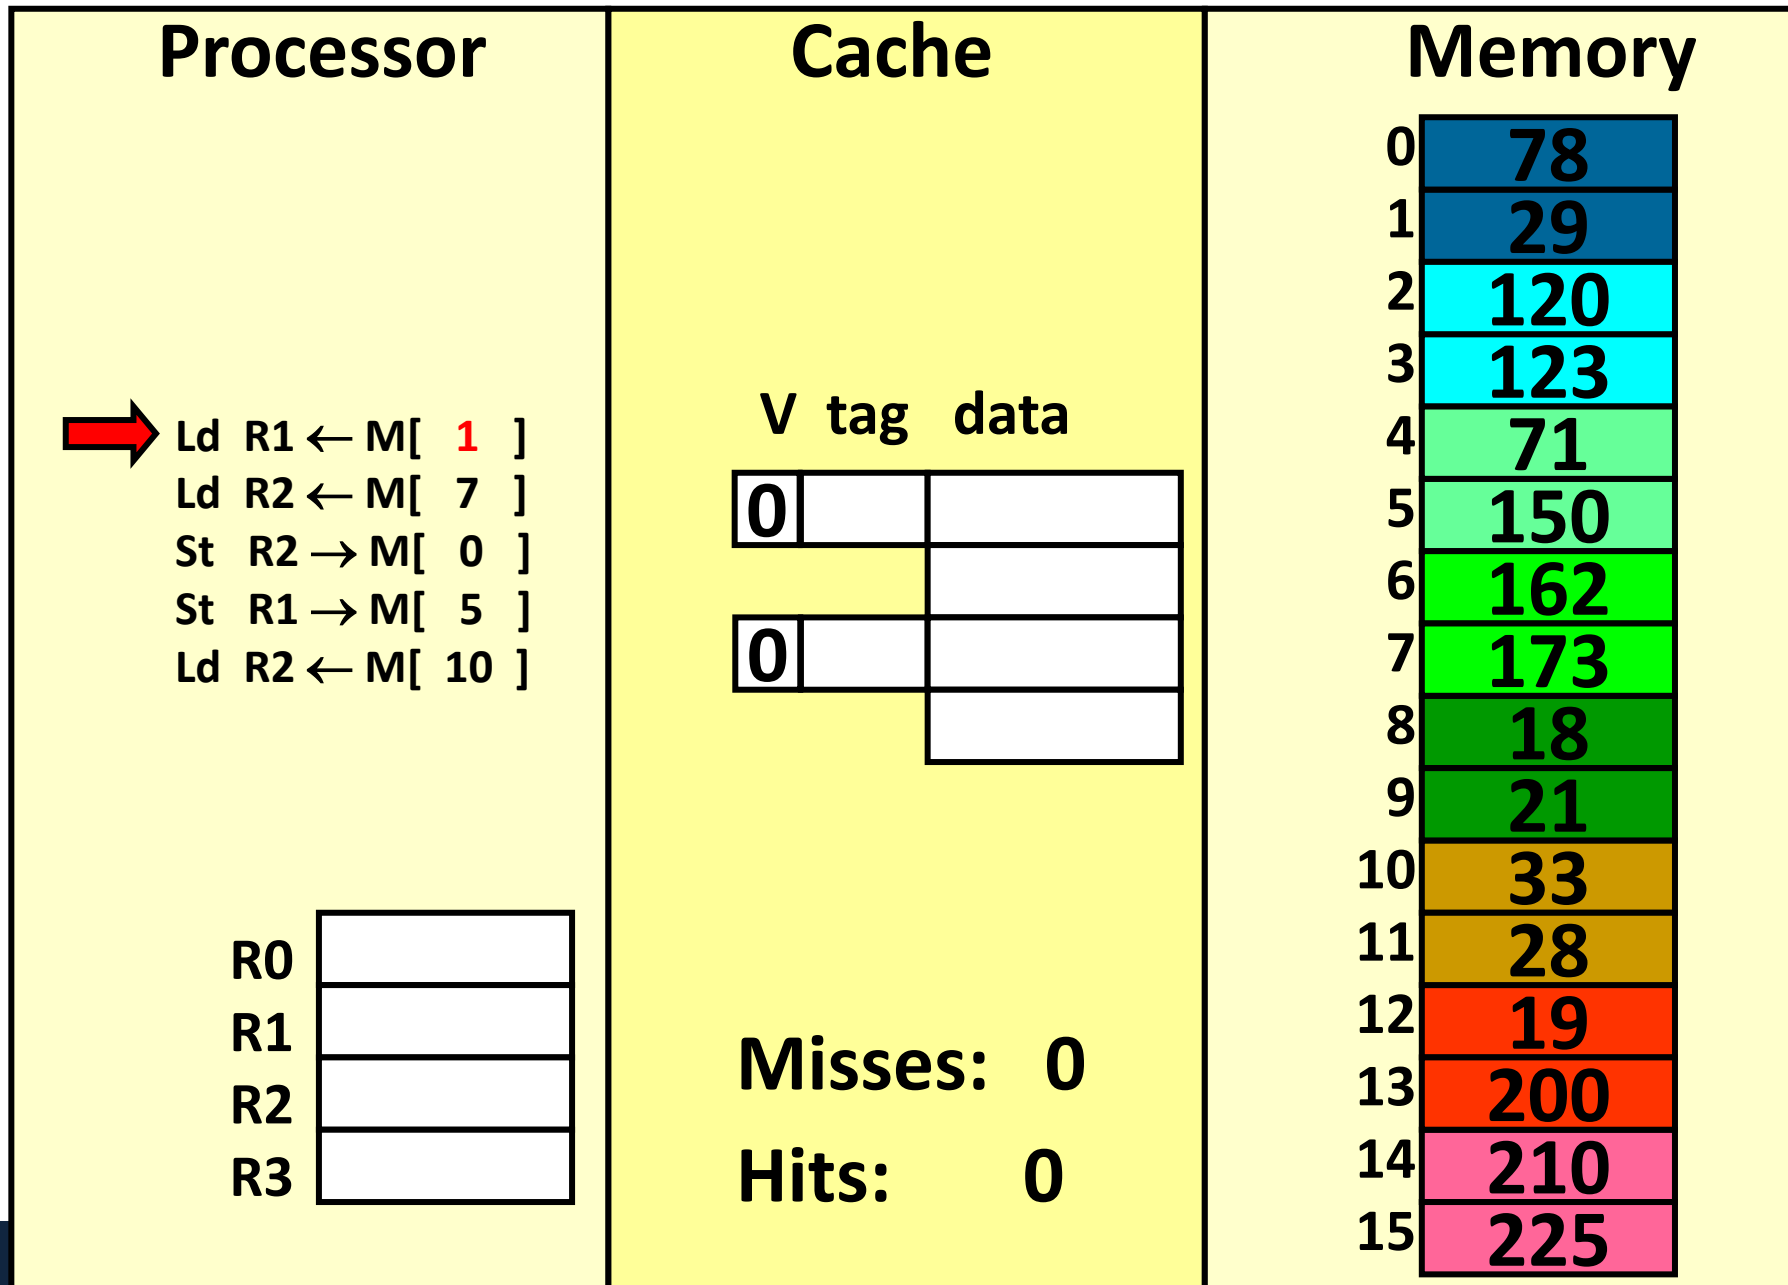 Processor
Ld R1 ← M[ 1 ]
Ld R2 ← M[ 7 ]
St R2 → M[ 0 ]
St R1 → M[ 5 ]
Ld R2 ← M[ 10 ]
R0
R1
R2
R3
Cache
V tag data
0
0
Misses: 0
Hits: 0
Memory
0 78
1 29
2 120
3 123
4 71
5 150
6 162
7 173
8 18
9 21
10 33
11 28
12 19
13 200
14 210
15 225